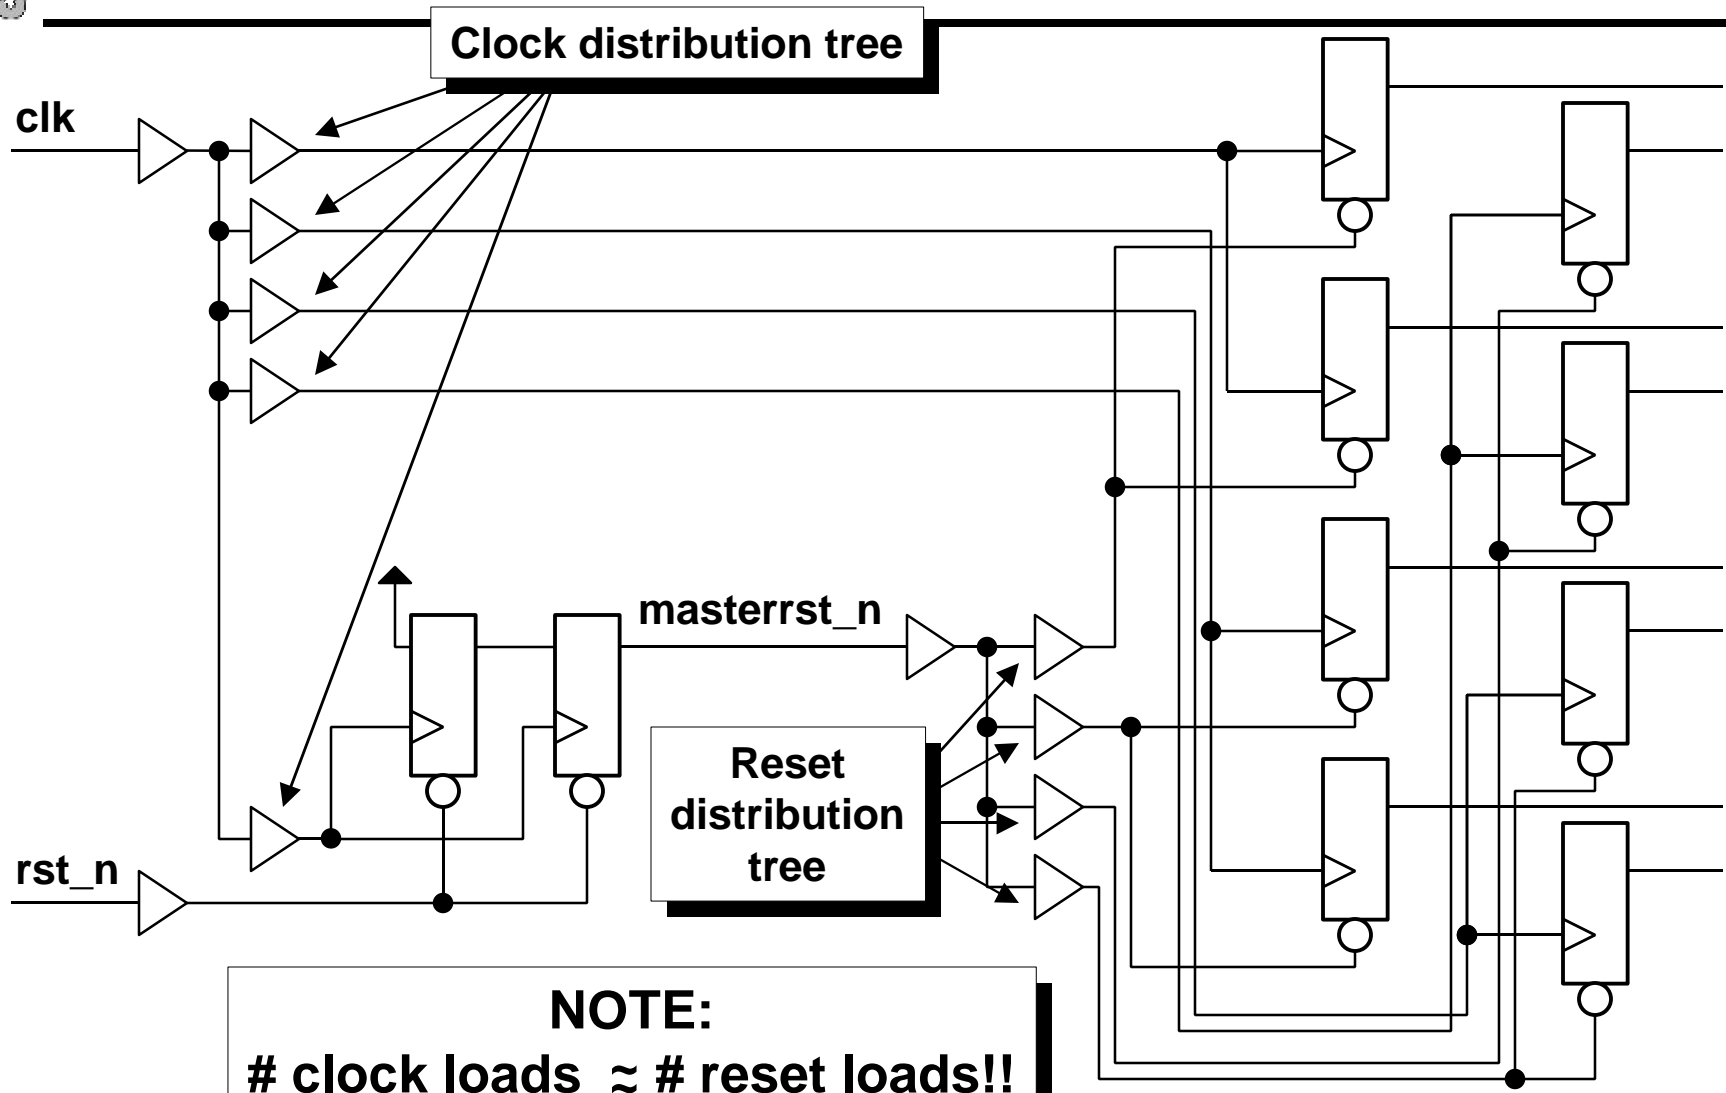 Clock distribution tree
clk
masterrst_n
Reset
distribution
tree
rst_n
NOTE:
# clock loads ≈ # reset loads!!